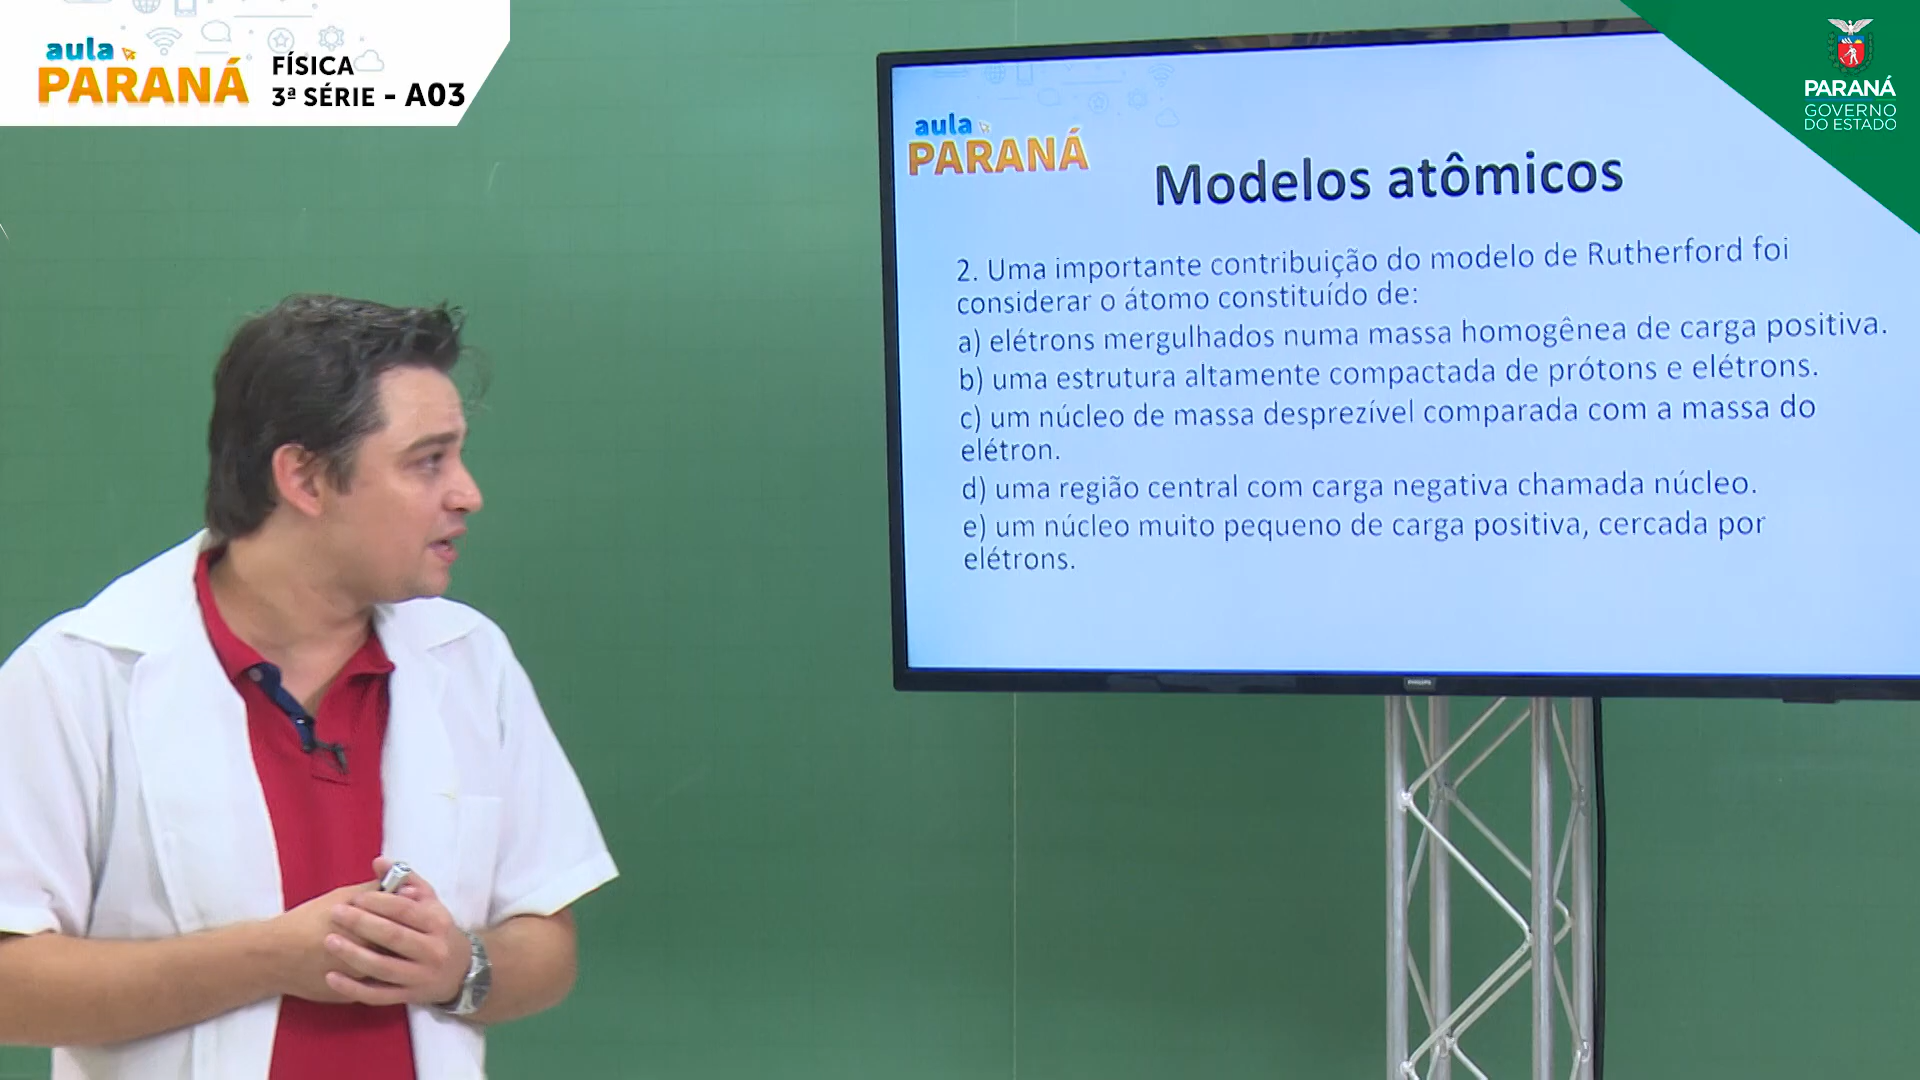 aula
PARANÁ
FÍSICA
3ª SÉRIE - A03
PARANÁ
GOVERNO
DO ESTADO
aula
PARANÁ
Modelos atômicos
2. Uma importante contribuição do modelo de Rutherford foi
considerar o átomo constituído de:
a) elétrons mergulhados numa massa homogênea de carga positiva.
b) uma estrutura altamente compactada de prótons e elétrons.
c) um núcleo de massa desprezível comparada com a massa do
elétron.
d) uma região central com carga negativa chamada núcleo.
e) um núcleo muito pequeno de carga positiva, cercada por
elétrons.
PHILIPS